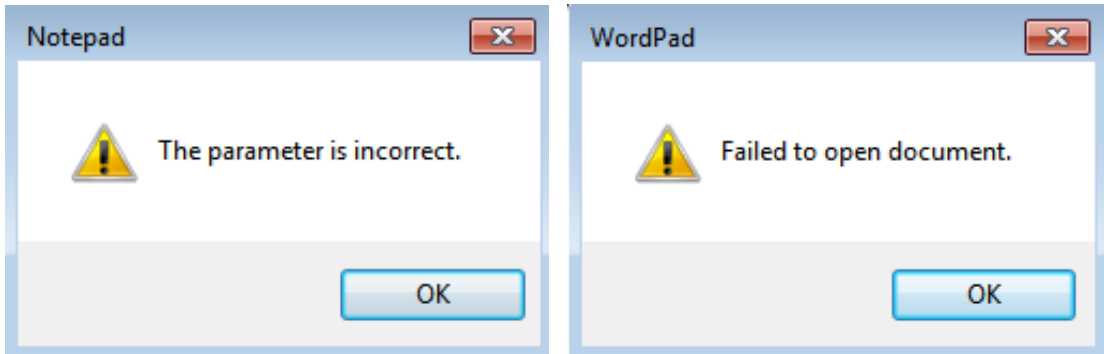 Notepad
The parameter is incorrect.
OK
WordPad
Failed to open document.
OK